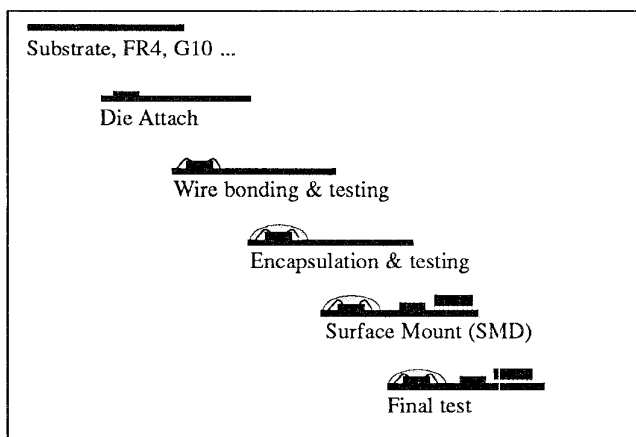 Substrate, FR4, G10 ...
Die Attach
Wire bonding & testing
Encapsulation & testing
Surface Mount (SMD)
Final test